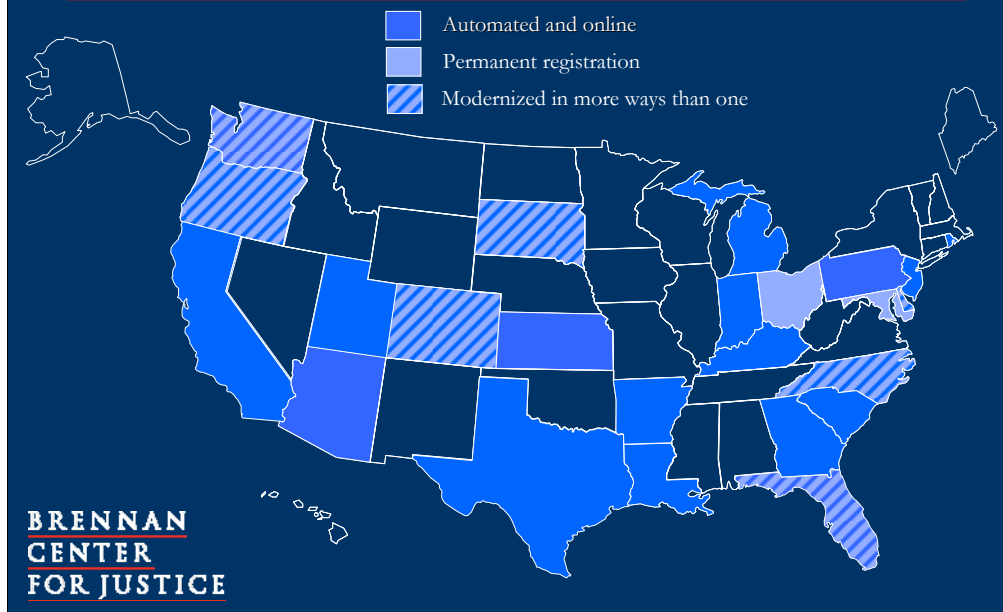 Automated and online
Permanent registration
Modernized in more ways than one
BRENNAN
CENTER
FOR JUSTICE